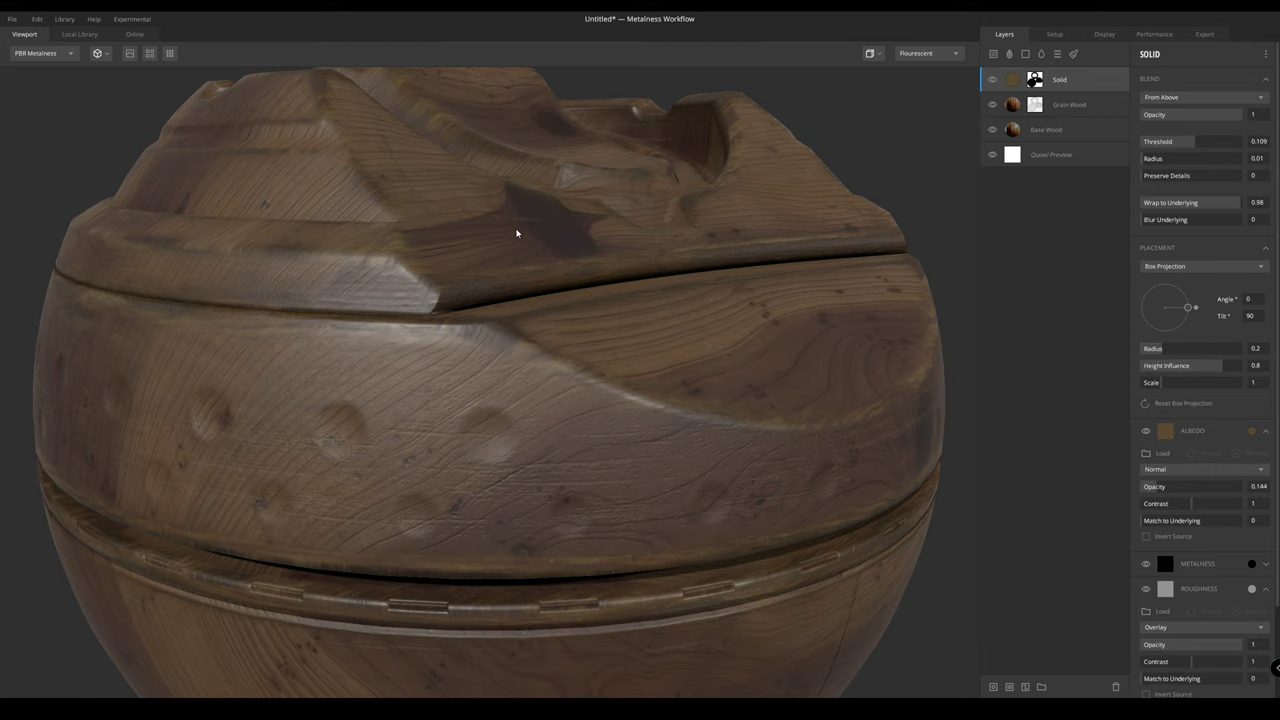 Untitled* — Metalness Workflow
File Edit Library Help Experimental
Viewport Local Library Online
PBR Metalness
Flourescent
Layers Setup Display Performance Export
Solid
Grain Wood
Base Wood
Quixel Preview
SOLID
BLEND
From Above
Opacity 1
Threshold 0.109
Radius 0.01
Preserve Details 0
Wrap to Underlying 0.98
Blur Underlying 0
PLACEMENT
Box Projection
Angle ° 0
Tilt ° 90
Radius 0.2
Height Influence 0.8
Scale 1
Reset Box Projection
ALBEDO
Load
Normal
Opacity 0.144
Contrast 1
Match to Underlying 0
Invert Source
METALNESS
ROUGHNESS
Load
Overlay
Opacity 1
Contrast 1
Match to Underlying 0
Invert Source